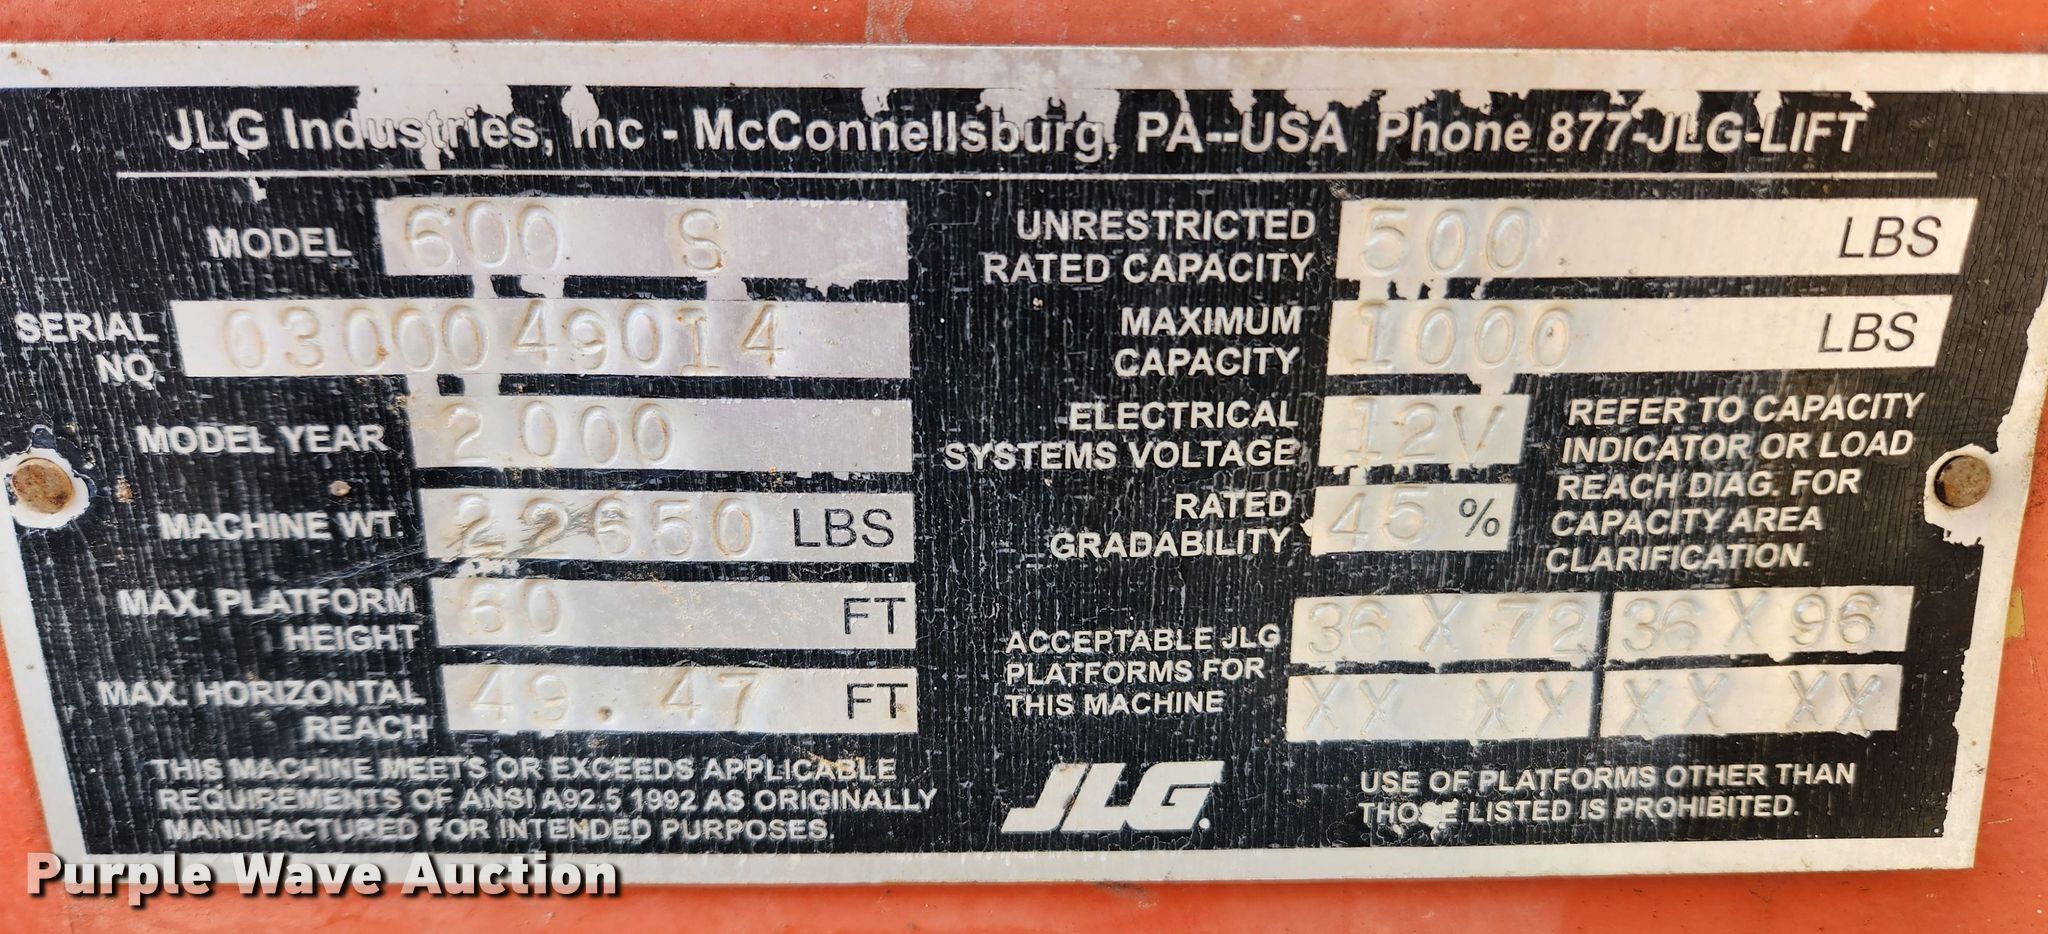 JLG Industries, Inc - McConnellsburg, PA--USA Phone 877-JLG-LIFT
MODEL 600 S
SERIAL NO. 0300049014
MODEL YEAR 2000
MACHINE WT. 22650 LBS
MAX. PLATFORM HEIGHT 60 FT
MAX. HORIZONTAL REACH 49.47 FT
THIS MACHINE MEETS OR EXCEEDS APPLICABLE
REQUIREMENTS OF ANSI A92.5 1992 AS ORIGINALLY
MANUFACTURED FOR INTENDED PURPOSES.
UNRESTRICTED RATED CAPACITY 500 LBS
MAXIMUM CAPACITY 1000 LBS
ELECTRICAL SYSTEMS VOLTAGE 12V
RATED GRADABILITY 45 %
REFER TO CAPACITY
INDICATOR OR LOAD
REACH DIAG. FOR
CAPACITY AREA
CLARIFICATION.
ACCEPTABLE JLG
PLATFORMS FOR
THIS MACHINE
36 X 72 36 X 96
XX XX XX XX
JLG
USE OF PLATFORMS OTHER THAN
THOSE LISTED IS PROHIBITED.
Purple Wave Auction